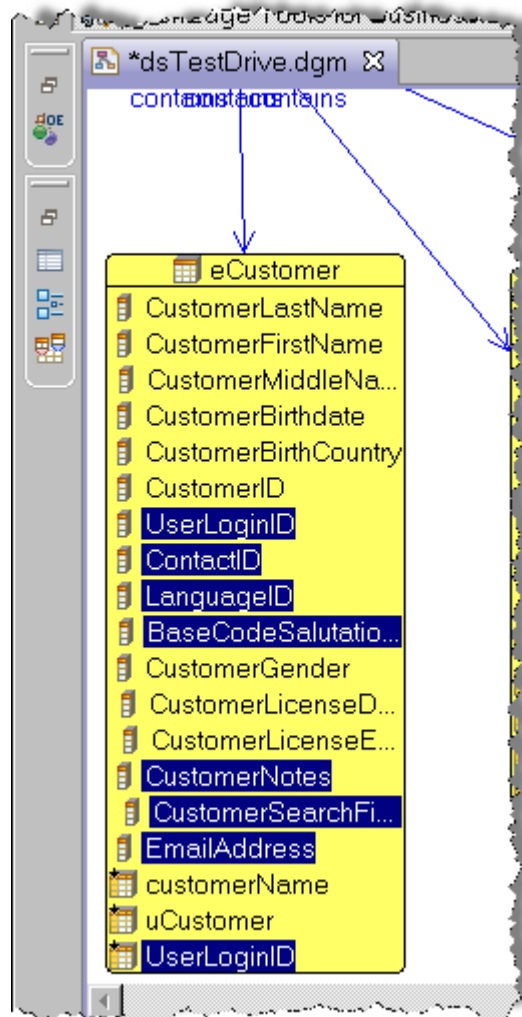 *dsTestDrive.dgm
contains
eCustomer
CustomerLastName
CustomerFirstName
CustomerMiddleNa...
CustomerBirthdate
CustomerBirthCountry
CustomerID
UserLoginID
ContactID
LanguageID
BaseCodeSalutatio...
CustomerGender
CustomerLicenseD...
CustomerLicenseE...
CustomerNotes
CustomerSearchFi...
EmailAddress
customerName
uCustomer
UserLoginID